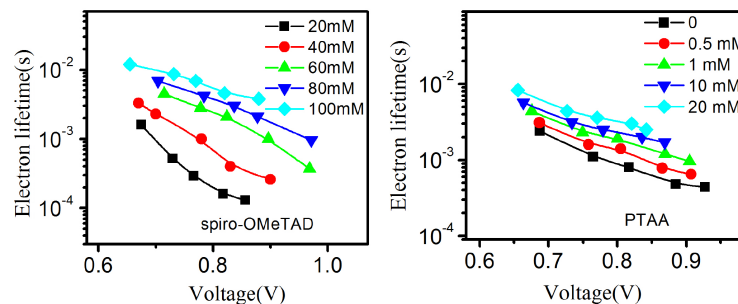 Electron lifetime(s)
10⁻²
10⁻³
10⁻⁴
20mM
40mM
60mM
80mM
100mM
spiro-OMeTAD
0.6 0.8 1.0
Voltage(V)
Electron lifetime(s)
10⁻¹
10⁻²
10⁻³
10⁻⁴
0
0.5 mM
1 mM
10 mM
20 mM
PTAA
0.6 0.7 0.8 0.9
Voltage(V)